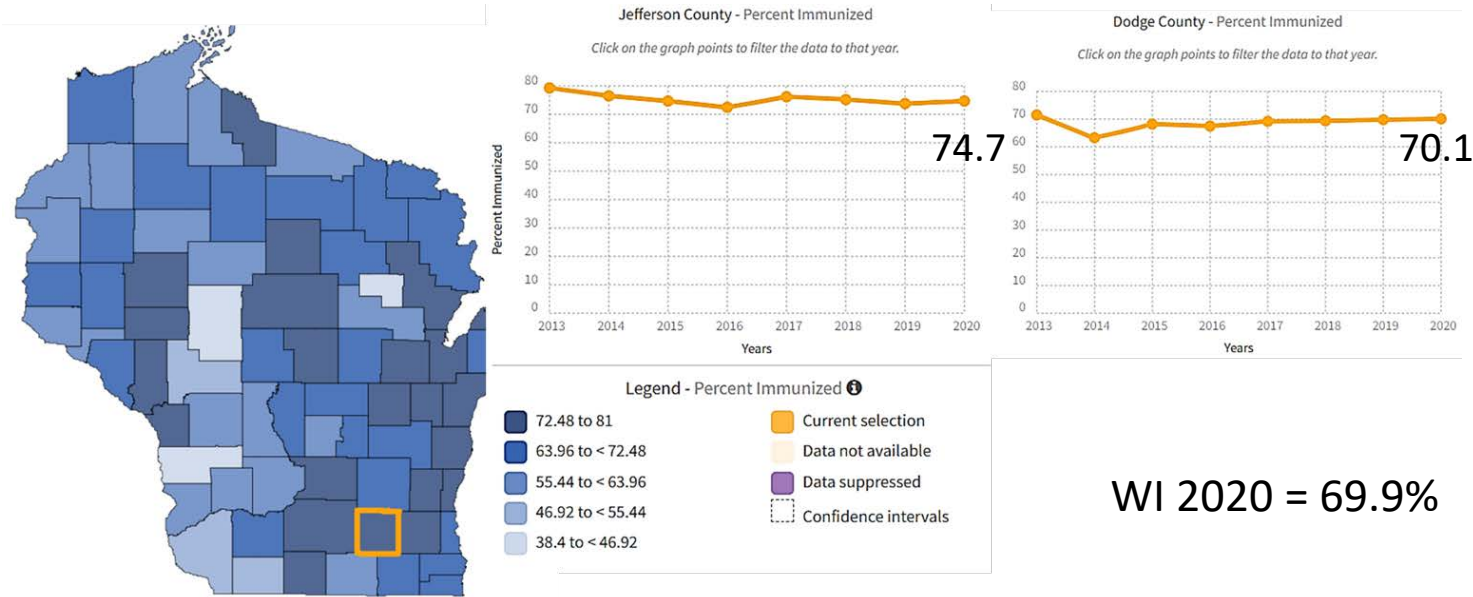 Jefferson County - Percent Immunized
Click on the graph points to filter the data to that year.
Percent Immunized
80
70
60
50
40
30
20
10
0
2013 2014 2015 2016 2017 2018 2019 2020
Years
74.7
Dodge County - Percent Immunized
Click on the graph points to filter the data to that year.
80
70
60
50
40
30
20
10
0
2013 2014 2015 2016 2017 2018 2019 2020
Years
70.1
Legend - Percent Immunized
72.48 to 81
63.96 to < 72.48
55.44 to < 63.96
46.92 to < 55.44
38.4 to < 46.92
Current selection
Data not available
Data suppressed
Confidence intervals
WI 2020 = 69.9%